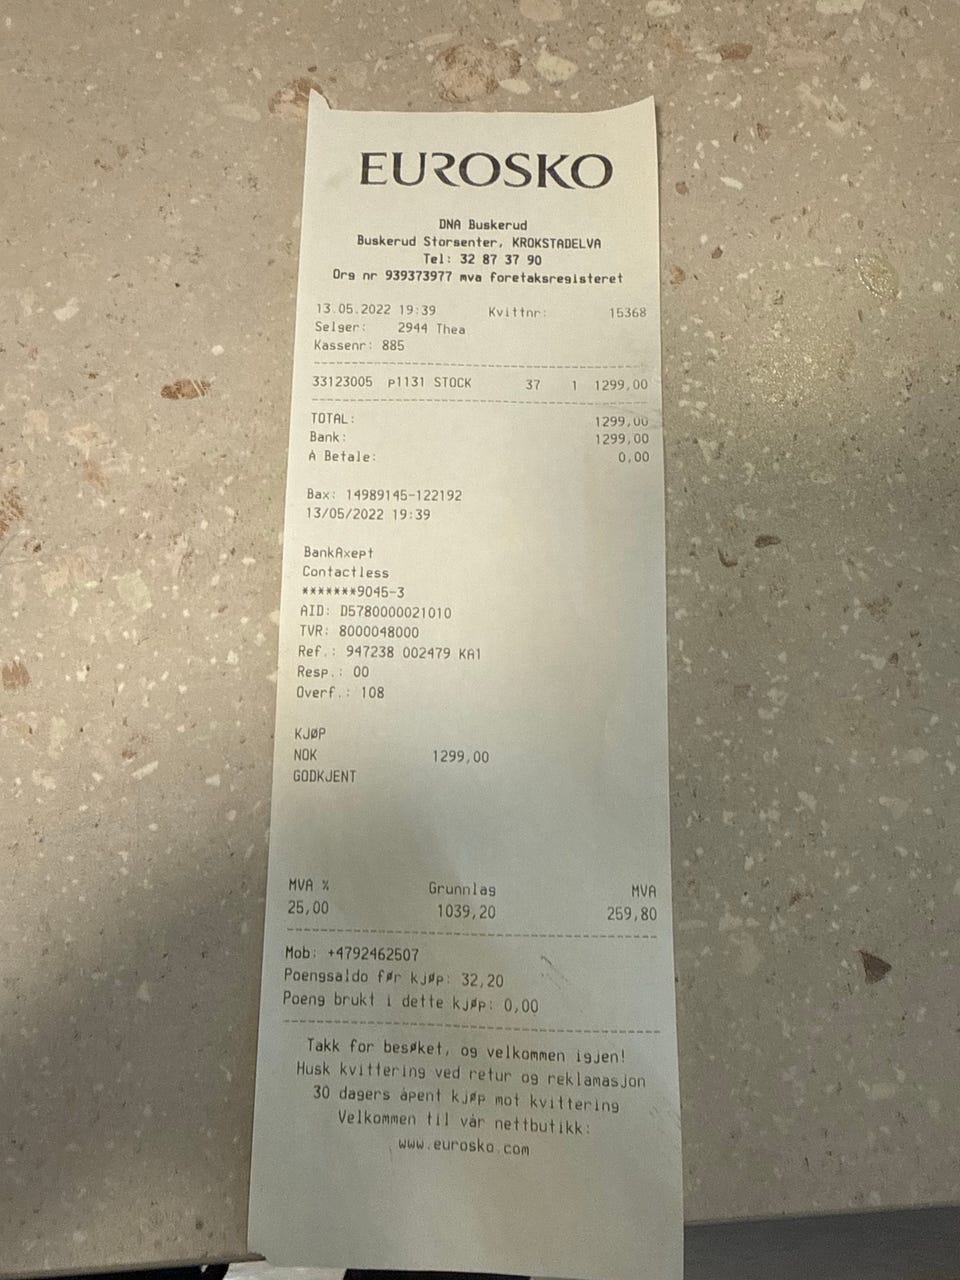 EUROSKO
DNA Buskerud
Buskerud Storsenter, KROKSTADELVA
Tel: 32 87 37 90
Org nr 939373977 mva foretaksregisteret
13.05.2022 19:39 Kvittnr: 15368
Selger: 2944 Thea
Kassenr: 885
33123005 p1131 STOCK 37 1 1299,00
TOTAL: 1299,00
Bank: 1299,00
Å Betale: 0,00
Bax: 14989145-122192
13/05/2022 19:39
BankAxept
Contactless
*******9045-3
AID: D5780000021010
TVR: 8000048000
Ref.: 947238 002479 KA1
Resp.: 00
Overf.: 108
KJØP
NOK 1299,00
GODKJENT
MVA % Grunnlag MVA
25,00 1039,20 259,80
Mob: +4792462507
Poengsaldo før kjøp: 32,20
Poeng brukt i dette kjøp: 0,00
Takk for besøket, og velkommen igjen!
Husk kvittering ved retur og reklamasjon
30 dagers åpent kjøp mot kvittering
Velkommen til vår nettbutikk:
www.eurosko.com